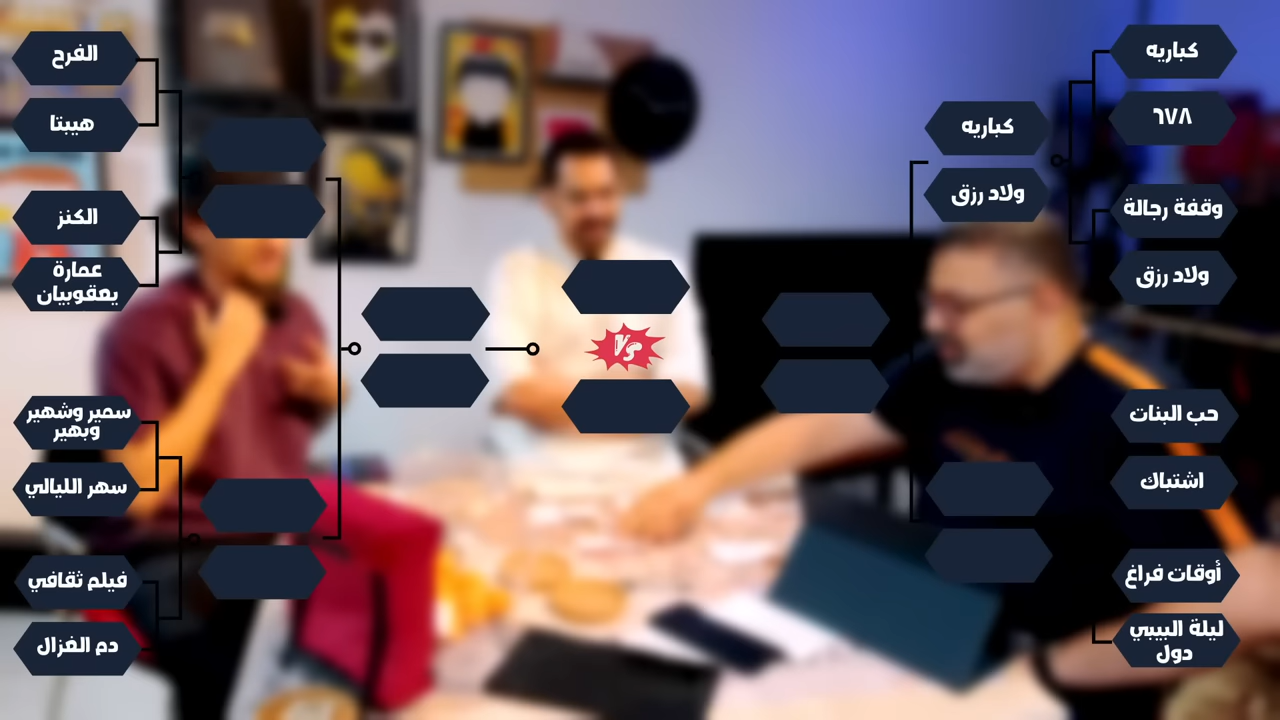 الفرح
هيبتا
الكنز
عمارة
يعقوبيان
سمير وشهير
وبهير
سهر الليالي
فيلم ثقافي
دم الغزال
VS
كباريه
ولاد رزق
كباريه
٦٧٨
وقفة رجالة
ولاد رزق
حب البنات
اشتباك
أوقات فراغ
ليلة البيبي
دول